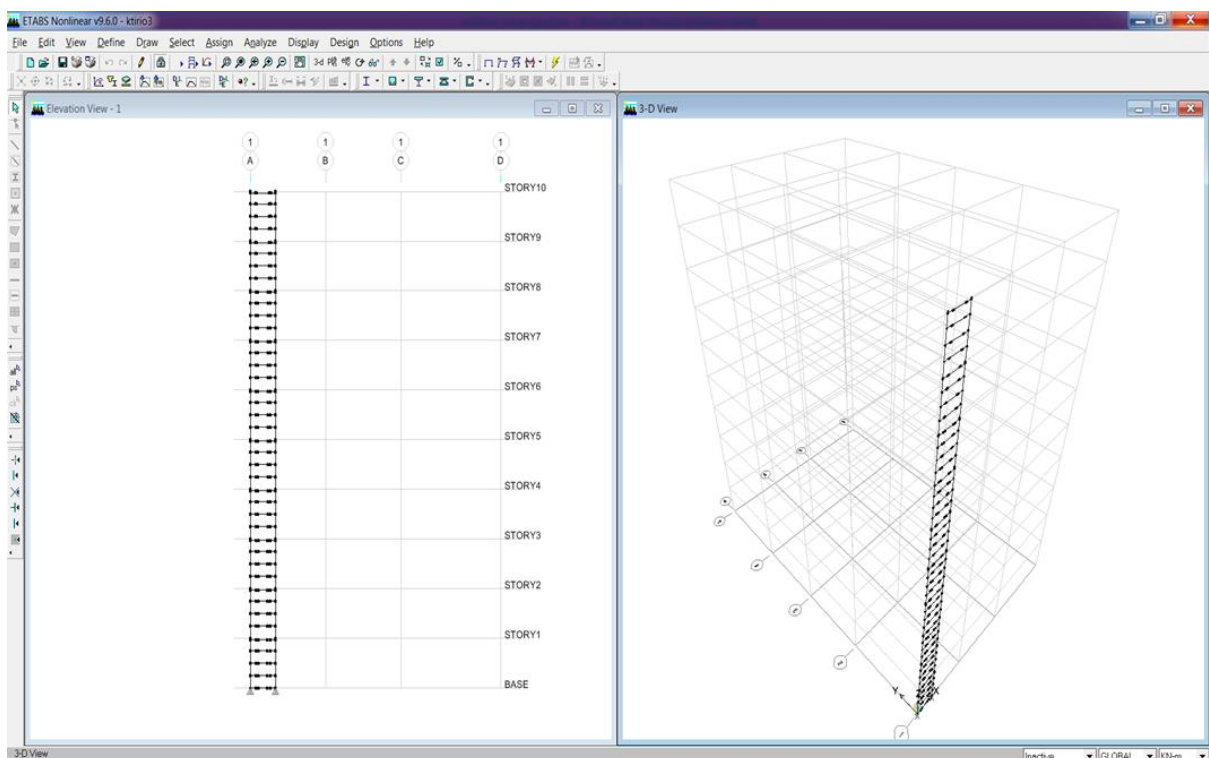 ETABS Nonlinear v9.6.0 - ktirio3
File Edit View Define Draw Select Assign Analyze Display Design Options Help
Elevation View - 1
1 1 1 1
A B C D
STORY10
STORY9
STORY8
STORY7
STORY6
STORY5
STORY4
STORY3
STORY2
STORY1
BASE
3-D View
Y X
3-D View
GLOBAL KN-m